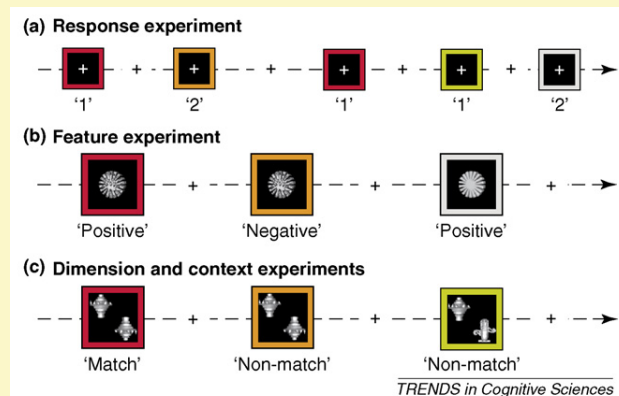 (a) Response experiment
'1' '2' '1' '1' '2'
(b) Feature experiment
'Positive' 'Negative' 'Positive'
(c) Dimension and context experiments
'Match' 'Non-match' 'Non-match'
TRENDS in Cognitive Sciences